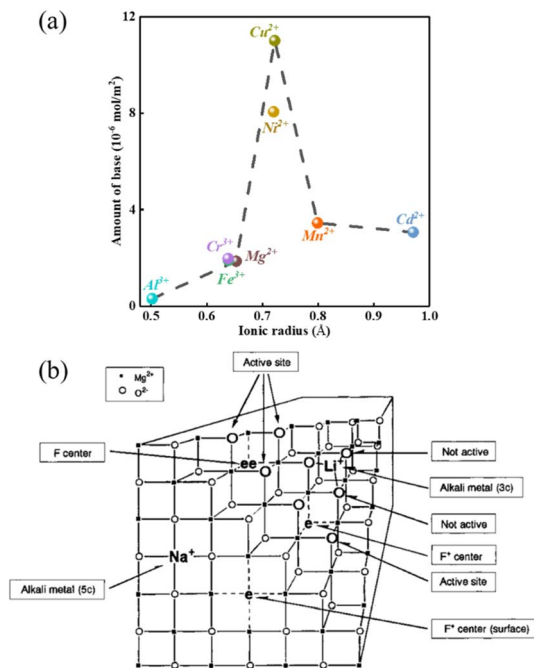 (a)
12
8
4
0
Amount of base (10⁻⁶ mol/m²)
Cu²⁺
Ni²⁺
Cr³⁺
Mg²⁺
Fe³⁺
Al³⁺
Mn²⁺
Cd²⁺
0.5 0.6 0.7 0.8 0.9 1.0
Ionic radius (Å)
(b)
Mg²⁺
O²⁻
Active site
F center
ee
Li⁺
Not active
Alkali metal (3c)
Not active
e
F⁺ center
Active site
Na⁺
Alkali metal (5c)
e
F⁺ center (surface)